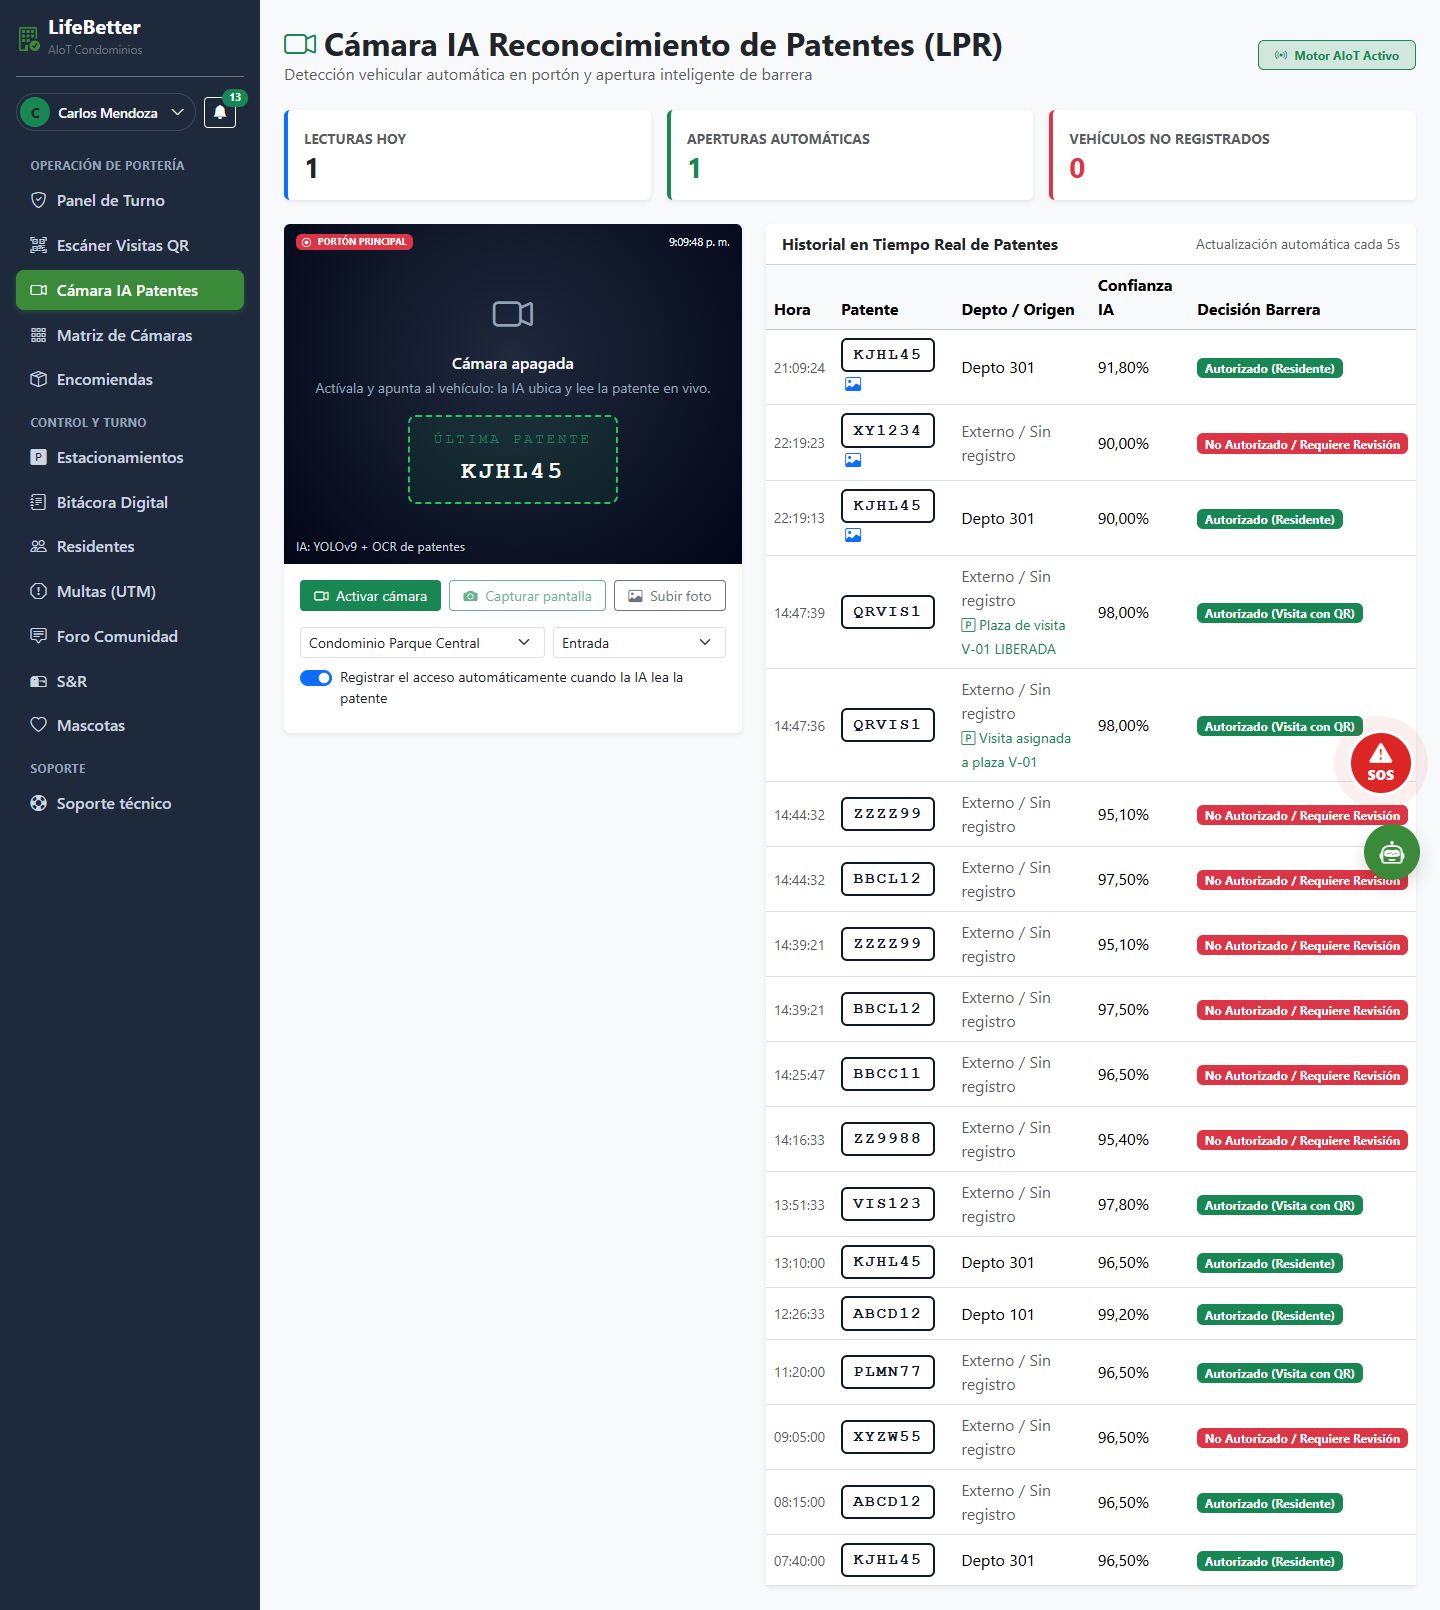 LifeBetter
AIoT Condominios
C Carlos Mendoza 13
OPERACIÓN DE PORTERÍA
Panel de Turno
Escáner Visitas QR
Cámara IA Patentes
Matriz de Cámaras
Encomiendas
CONTROL Y TURNO
Estacionamientos
Bitácora Digital
Residentes
Multas (UTM)
Foro Comunidad
S&R
Mascotas
SOPORTE
Soporte técnico
Cámara IA Reconocimiento de Patentes (LPR)
Detección vehicular automática en portón y apertura inteligente de barrera
Motor AIoT Activo
LECTURAS HOY
1
APERTURAS AUTOMÁTICAS
1
VEHÍCULOS NO REGISTRADOS
0
PORTÓN PRINCIPAL 9:09:48 p. m.
Cámara apagada
Actívala y apunta al vehículo: la IA ubica y lee la patente en vivo.
ÚLTIMA PATENTE
KJHL45
IA: YOLOv9 + OCR de patentes
Activar cámara Capturar pantalla Subir foto
Condominio Parque Central Entrada
Registrar el acceso automáticamente cuando la IA lea la
patente
Historial en Tiempo Real de Patentes Actualización automática cada 5s
Hora Patente Depto / Origen Confianza IA Decisión Barrera
21:09:24 KJHL45 Depto 301 91,80% Autorizado (Residente)
22:19:23 XY1234 Externo / Sin registro 90,00% No Autorizado / Requiere Revisión
22:19:13 KJHL45 Depto 301 90,00% Autorizado (Residente)
14:47:39 QRVIS1 Externo / Sin registro 98,00% Autorizado (Visita con QR)
P Plaza de visita
V-01 LIBERADA
14:47:36 QRVIS1 Externo / Sin registro 98,00% Autorizado (Visita con QR)
P Visita asignada
a plaza V-01
SOS
14:44:32 ZZZZ99 Externo / Sin registro 95,10% No Autorizado / Requiere Revisión
14:44:32 BBCL12 Externo / Sin registro 97,50% No Autorizado / Requiere Revisión
14:39:21 ZZZZ99 Externo / Sin registro 95,10% No Autorizado / Requiere Revisión
14:39:21 BBCL12 Externo / Sin registro 97,50% No Autorizado / Requiere Revisión
14:25:47 BBCC11 Externo / Sin registro 96,50% No Autorizado / Requiere Revisión
14:16:33 ZZ9988 Externo / Sin registro 95,40% No Autorizado / Requiere Revisión
13:51:33 VIS123 Externo / Sin registro 97,80% Autorizado (Visita con QR)
13:10:00 KJHL45 Depto 301 96,50% Autorizado (Residente)
12:26:33 ABCD12 Depto 101 99,20% Autorizado (Residente)
11:20:00 PLMN77 Externo / Sin registro 96,50% Autorizado (Visita con QR)
09:05:00 XYZW55 Externo / Sin registro 96,50% No Autorizado / Requiere Revisión
08:15:00 ABCD12 Externo / Sin registro 96,50% Autorizado (Residente)
07:40:00 KJHL45 Depto 301 96,50% Autorizado (Residente)